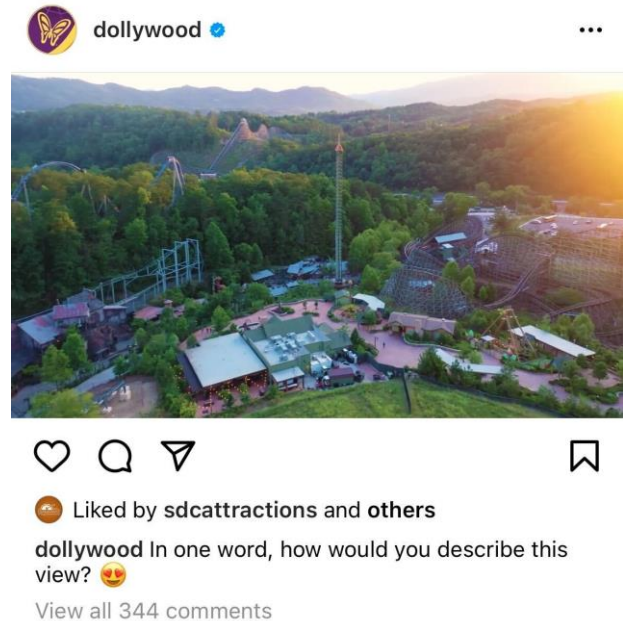 dollywood
Liked by sdcattractions and others
dollywood In one word, how would you describe this
view? 😍
View all 344 comments